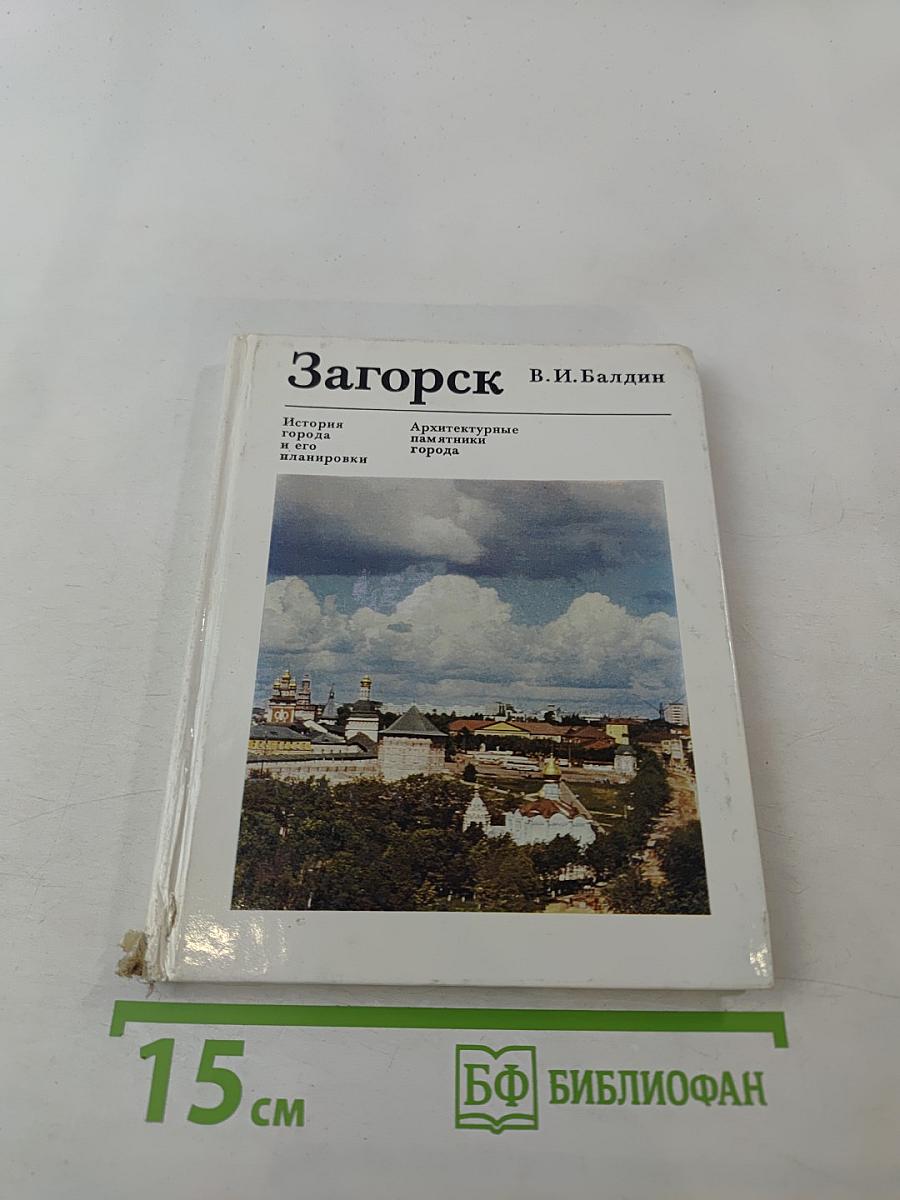 Загорск
В. И. Балдин
История
города
и его
планировки
Архитектурные
памятники
города
15 см
БФ БИБЛИОФАН